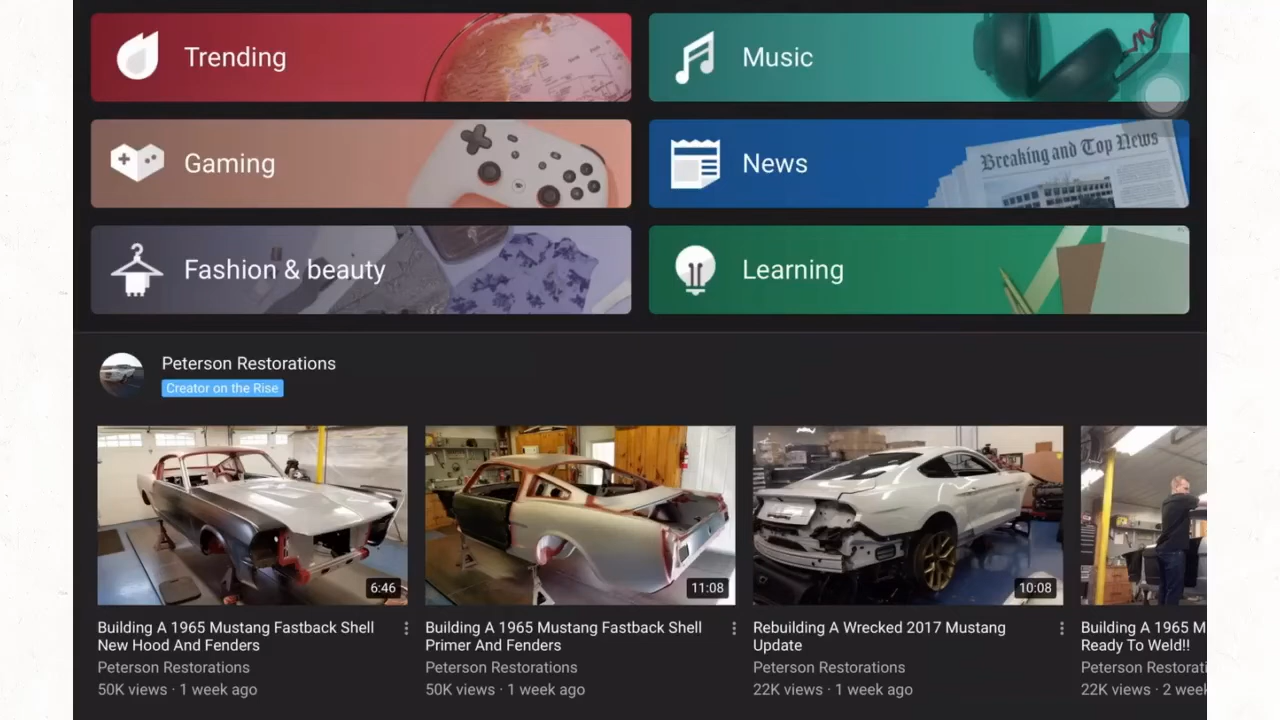 Trending
Music
Gaming
News
Breaking and Top News
Fashion & beauty
Learning
Peterson Restorations
Creator on the Rise
6:46
11:08
10:08
Building A 1965 Mustang Fastback Shell
New Hood And Fenders
Peterson Restorations
50K views · 1 week ago
Building A 1965 Mustang Fastback Shell
Primer And Fenders
Peterson Restorations
50K views · 1 week ago
Rebuilding A Wrecked 2017 Mustang
Update
Peterson Restorations
22K views · 1 week ago
Building A 1965 M
Ready To Weld!!
Peterson Restorati
22K views · 2 week